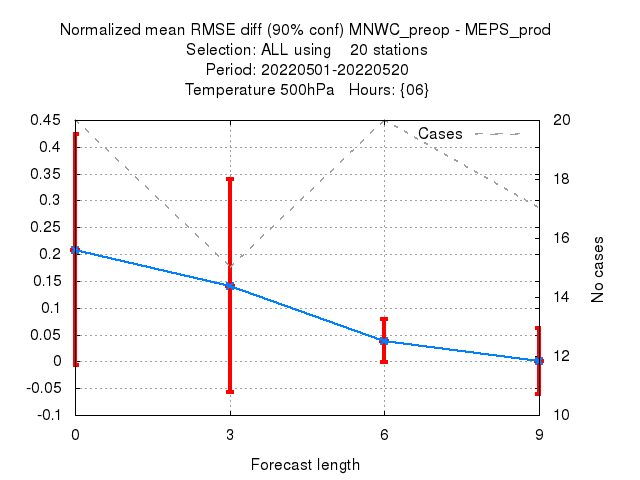 Normalized mean RMSE diff (90% conf) MNWC_preop - MEPS_prod
Selection: ALL using 20 stations
Period: 20220501-20220520
Temperature 500hPa Hours: {06}
Cases
0.45
0.4
0.35
0.3
0.25
0.2
0.15
0.1
0.05
0
-0.05
-0.1
20
18
16
14
12
10
No cases
0 3 6 9
Forecast length